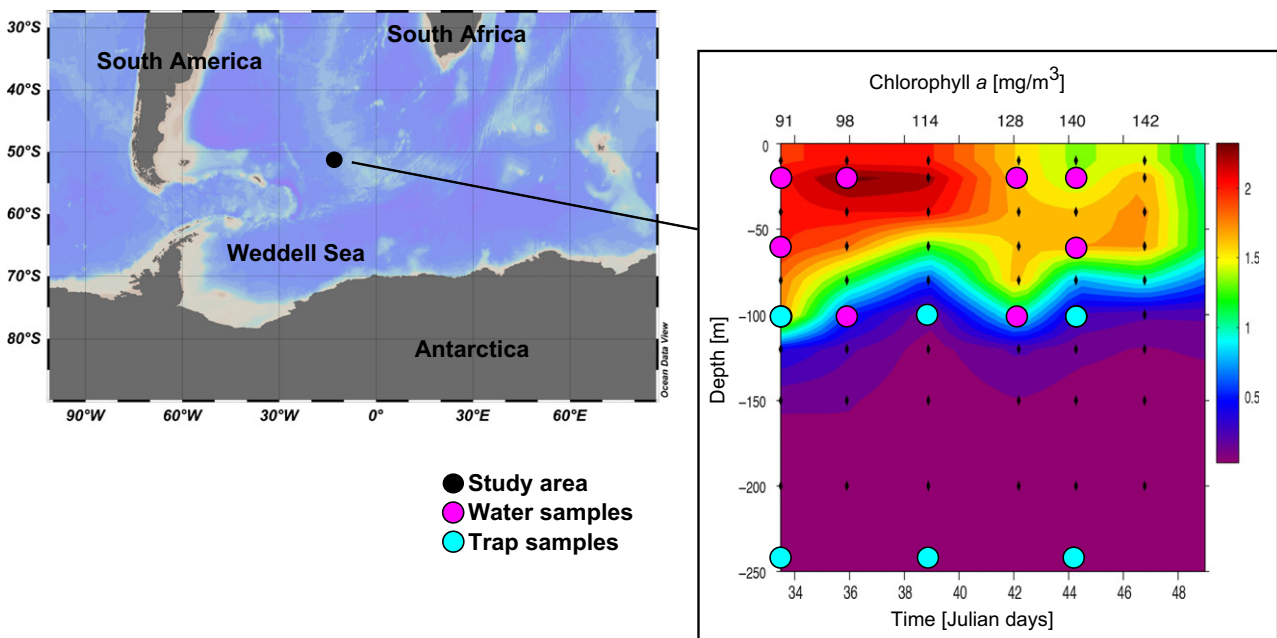 30°S
40°S
50°S
60°S
70°S
80°S
South America
South Africa
Weddell Sea
Antarctica
Ocean Data View
90°W 60°W 30°W 0° 30°E 60°E
Study area
Water samples
Trap samples
Chlorophyll a [mg/m3]
91 98 114 128 140 142
0
−50
−100
−150
−200
−250
Depth [m]
34 36 38 40 42 44 46 48
Time [Julian days]
2
1
0.5